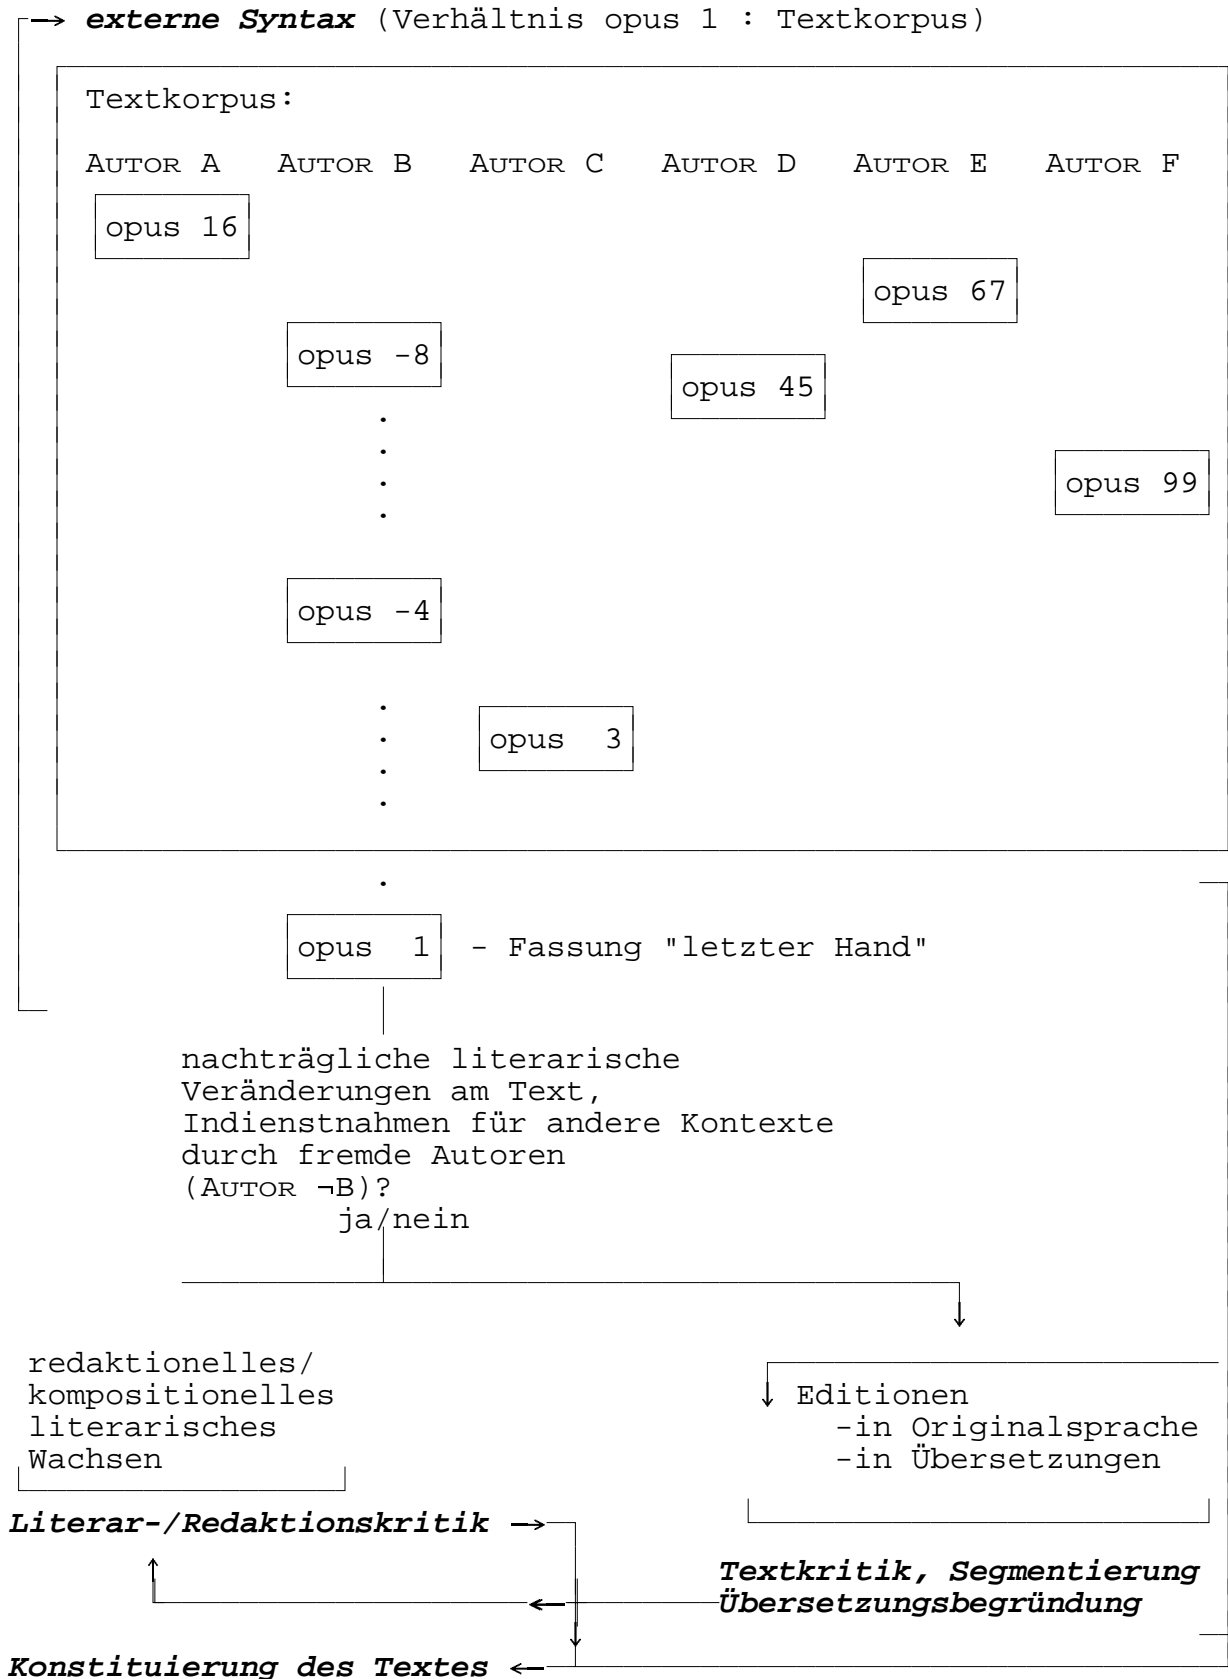 externe Syntax (Verhältnis opus 1 : Textkorpus)
Textkorpus:
AUTOR A AUTOR B AUTOR C AUTOR D AUTOR E AUTOR F
opus 16
opus 67
opus -8
opus 45
opus 99
opus -4
opus 3
opus 1 - Fassung "letzter Hand"
nachträgliche literarische
Veränderungen am Text,
Indienstnahmen für andere Kontexte
durch fremde Autoren
(AUTOR ¬B)?
ja/nein
redaktionelles/
kompositionelles
literarisches
Wachsen
Editionen
-in Originalsprache
-in Übersetzungen
Literar-/Redaktionskritik
Textkritik, Segmentierung
Übersetzungsbegründung
Konstituierung des Textes